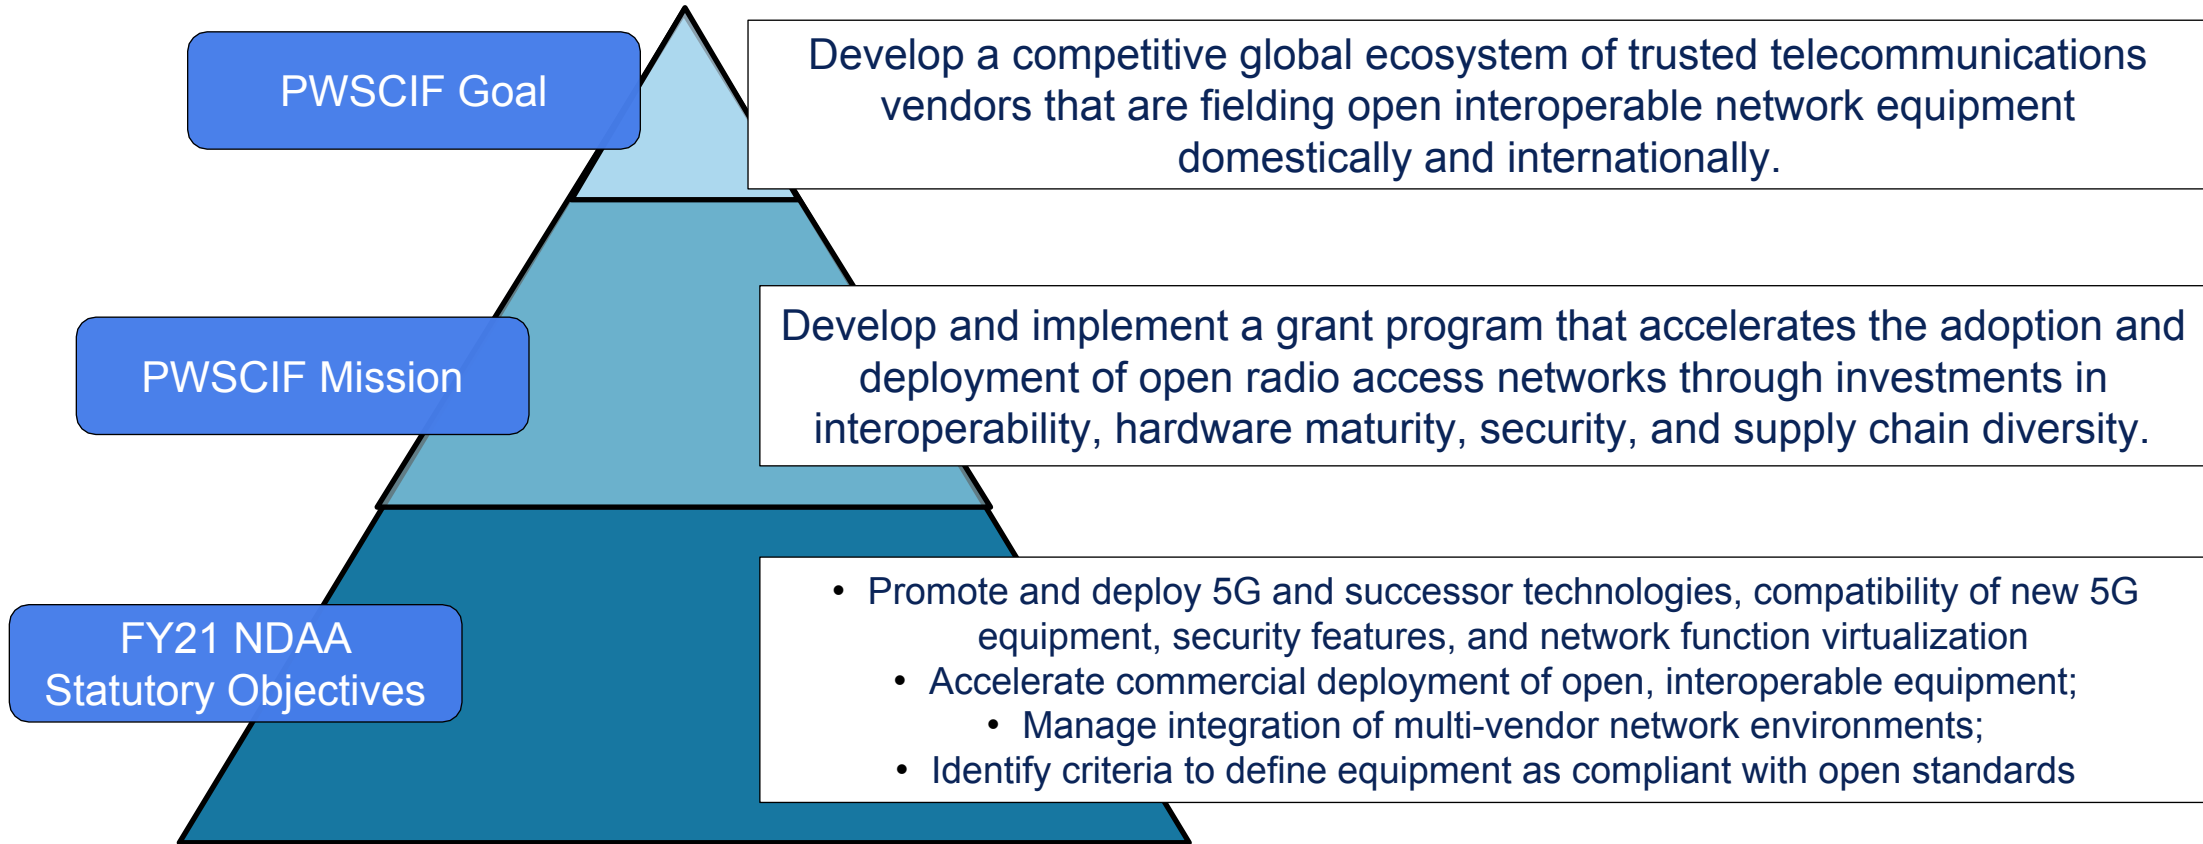 PWSCIF Goal
Develop a competitive global ecosystem of trusted telecommunications
vendors that are fielding open interoperable network equipment
domestically and internationally.
PWSCIF Mission
Develop and implement a grant program that accelerates the adoption and
deployment of open radio access networks through investments in
interoperability, hardware maturity, security, and supply chain diversity.
FY21 NDAA
Statutory Objectives
• Promote and deploy 5G and successor technologies, compatibility of new 5G
equipment, security features, and network function virtualization
• Accelerate commercial deployment of open, interoperable equipment;
• Manage integration of multi-vendor network environments;
• Identify criteria to define equipment as compliant with open standards